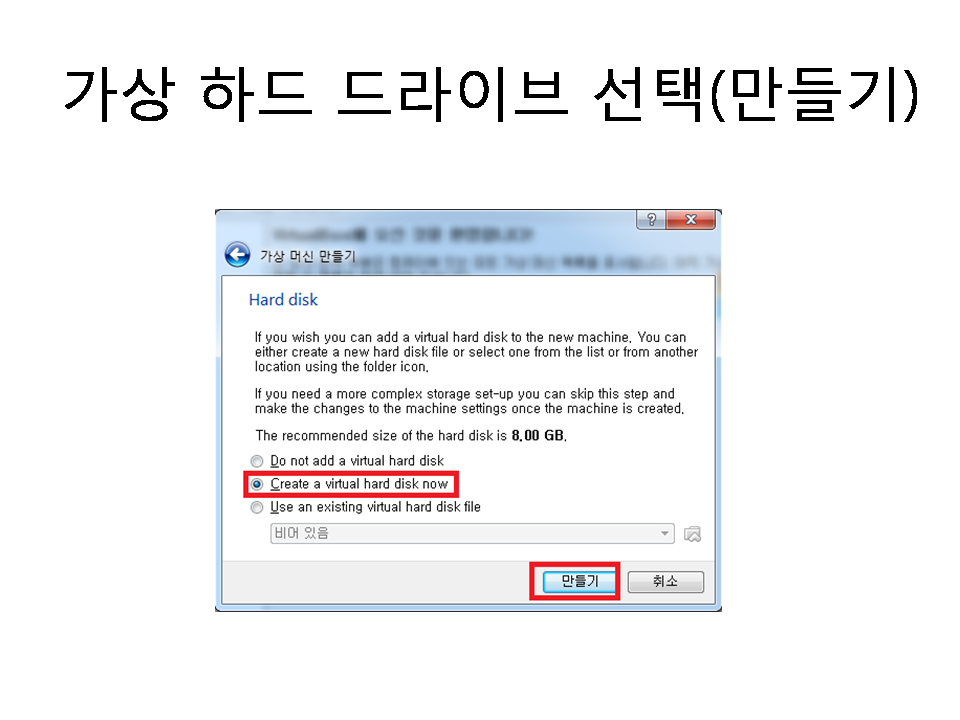 가상 하드 드라이브 선택(만들기)
?
가상 머신 만들기
Hard disk
If you wish you can add a virtual hard disk to the new machine. You can
either create a new hard disk file or select one from the list or from another
location using the folder icon.
If you need a more complex storage set-up you can skip this step and
make the changes to the machine settings once the machine is created.
The recommended size of the hard disk is 8.00 GB.
Do not add a virtual hard disk
Create a virtual hard disk now
Use an existing virtual hard disk file
비어 있음
만들기
취소